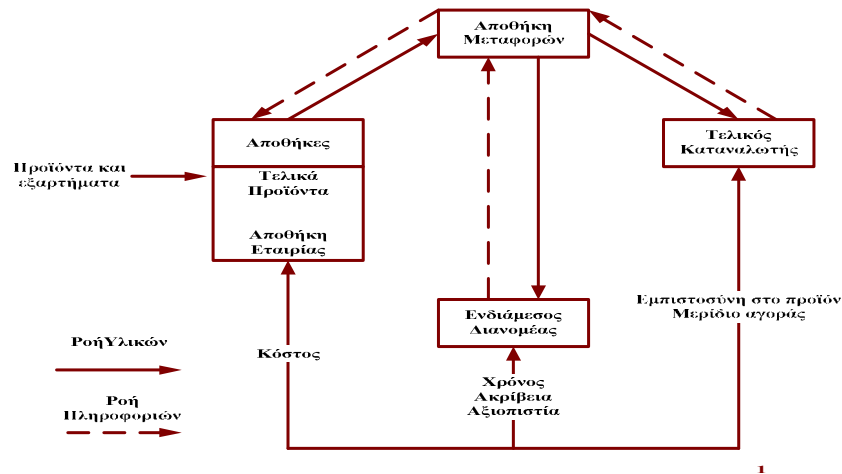 Αποθήκη
Μεταφορών
Αποθήκες
Τελικός
Καταναλωτής
Προϊόντα και
εξαρτήματα
Τελικά
Προϊόντα
Αποθήκη
Εταιρίας
Εμπιστοσύνη στο προϊόν
Μερίδιο αγοράς
Ενδιάμεσος
Διανομέας
ΡοήΥλικών
Κόστος
Χρόνος
Ακρίβεια
Αξιοπιστία
Ροή
Πληροφοριών
1